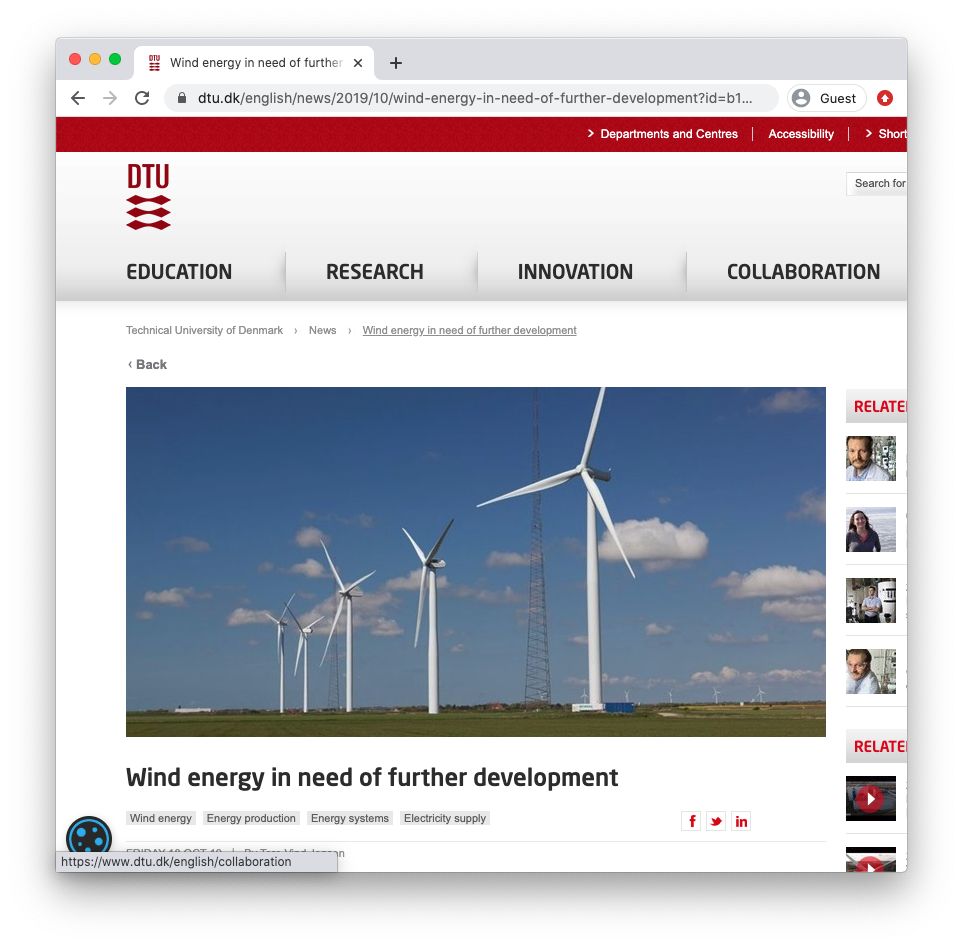 Wind energy in need of further
dtu.dk/english/news/2019/10/wind-energy-in-need-of-further-development?id=b1...
Guest
Departments and Centres
Accessibility
Short
DTU
Search for
EDUCATION
RESEARCH
INNOVATION
COLLABORATION
Technical University of Denmark › News › Wind energy in need of further development
‹ Back
RELATE
Wind energy in need of further development
Wind energy
Energy production
Energy systems
Electricity supply
RELATE
https://www.dtu.dk/english/collaboration